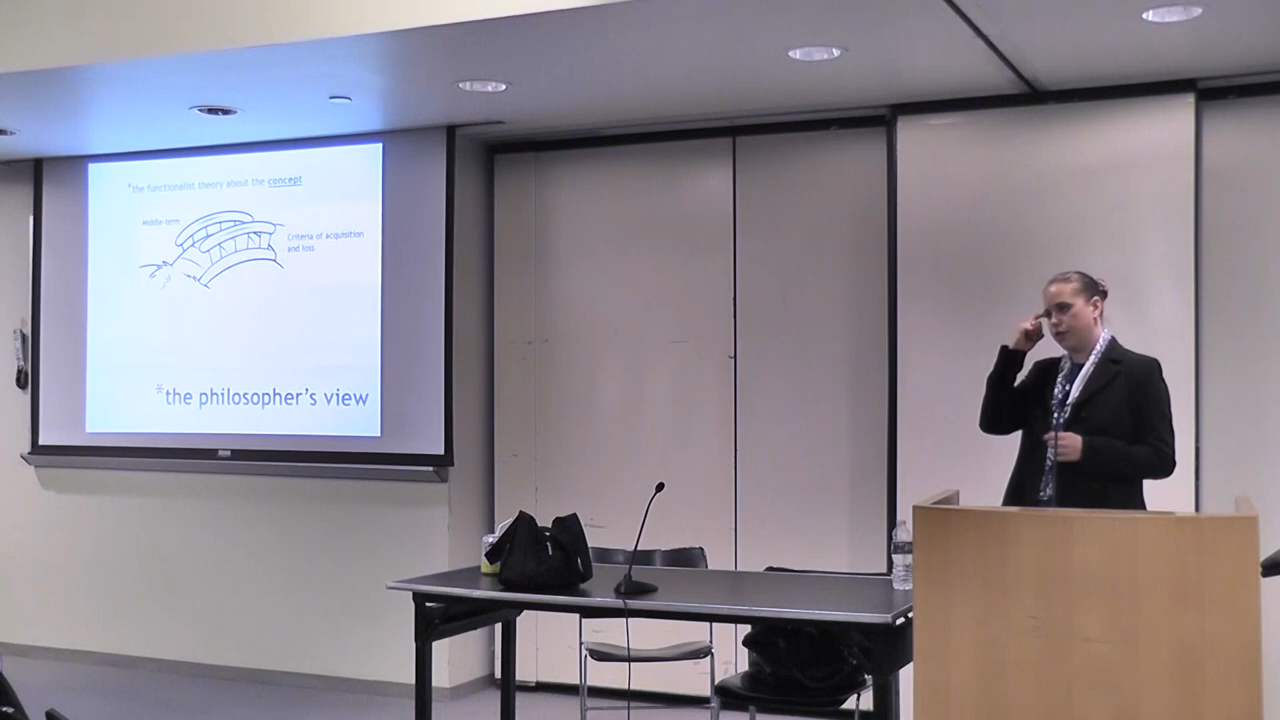 *the functionalist theory about the concept
Middle-term
Criteria of acquisition
and loss
*the philosopher's view